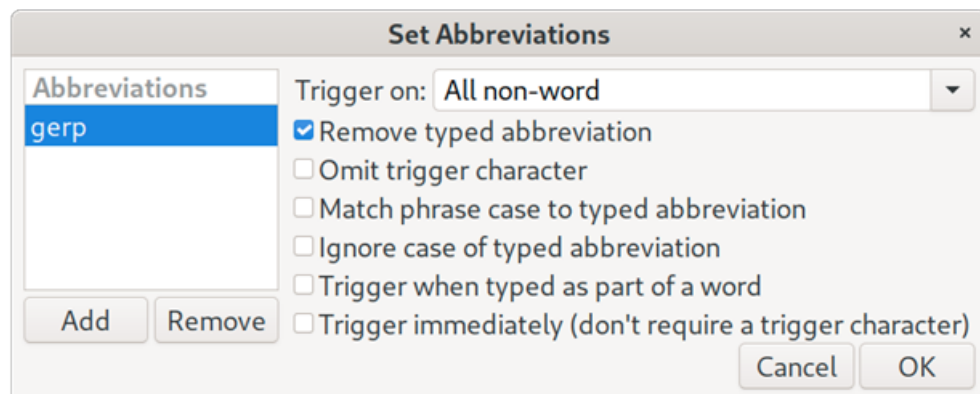 Set Abbreviations
Abbreviations
gerp
Add Remove
Trigger on: All non-word
Remove typed abbreviation
Omit trigger character
Match phrase case to typed abbreviation
Ignore case of typed abbreviation
Trigger when typed as part of a word
Trigger immediately (don't require a trigger character)
Cancel OK